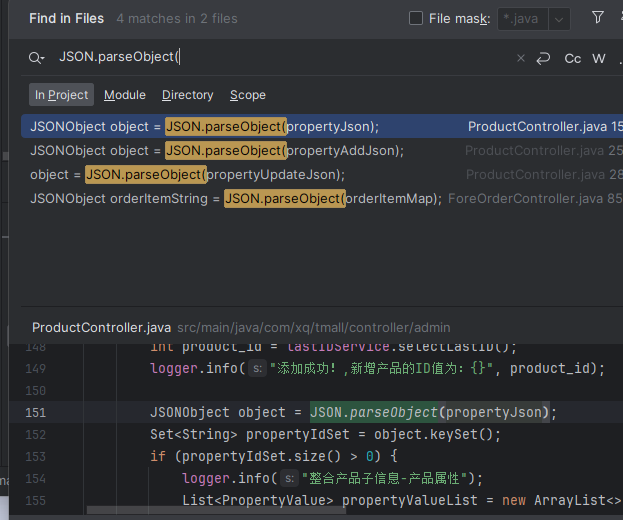 Find in Files 4 matches in 2 files File mask: *.java
JSON.parseObject( Cc W
In Project Module Directory Scope
JSONObject object = JSON.parseObject(propertyJson); ProductController.java 15
JSONObject object = JSON.parseObject(propertyAddJson); ProductController.java 25
object = JSON.parseObject(propertyUpdateJson); ProductController.java 28
JSONObject orderItemString = JSON.parseObject(orderItemMap); ForeOrderController.java 85
ProductController.java src/main/java/com/xq/tmall/controller/admin
148 int product_id = lastIDService.selectLastID();
149 logger.info( s: "添加成功！,新增产品的ID值为：{}", product_id);
150
151 JSONObject object = JSON.parseObject(propertyJson);
152 Set<String> propertyIdSet = object.keySet();
153 if (propertyIdSet.size() > 0) {
154 logger.info( s: "整合产品子信息-产品属性");
155 List<PropertyValue> propertyValueList = new ArrayList<>